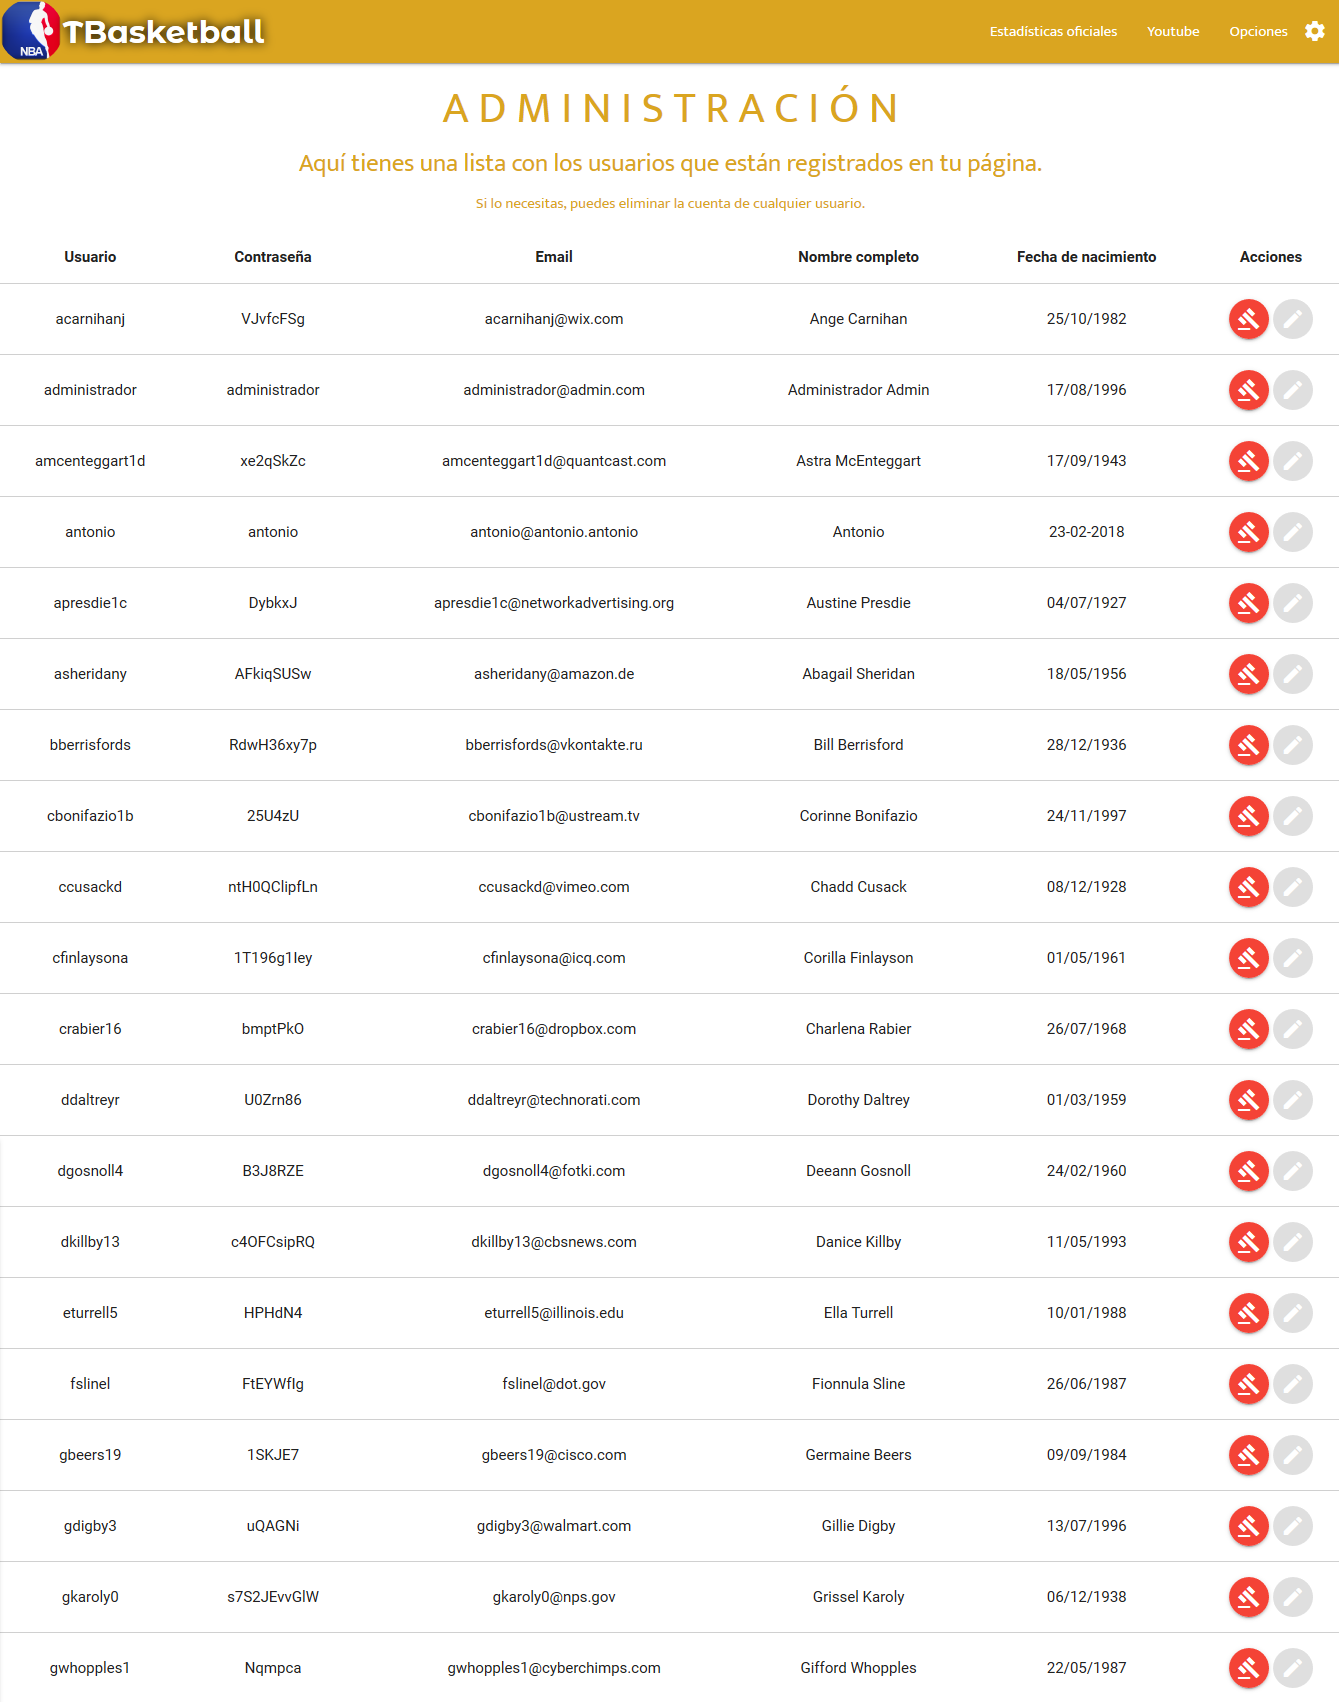 NBA TBasketball Estadísticas oficiales Youtube Opciones
ADMINISTRACIÓN
Aquí tienes una lista con los usuarios que están registrados en tu página.
Si lo necesitas, puedes eliminar la cuenta de cualquier usuario.
Usuario Contraseña Email Nombre completo Fecha de nacimiento Acciones
acarnihanj VJvfcFSg acarnihanj@wix.com Ange Carnihan 25/10/1982
administrador administrador administrador@admin.com Administrador Admin 17/08/1996
amcenteggart1d xe2qSkZc amcenteggart1d@quantcast.com Astra McEnteggart 17/09/1943
antonio antonio antonio@antonio.antonio Antonio 23-02-2018
apresdie1c DybkxJ apresdie1c@networkadvertising.org Austine Presdie 04/07/1927
asheridany AFkiqSUSw asheridany@amazon.de Abagail Sheridan 18/05/1956
bberrisfords RdwH36xy7p bberrisfords@vkontakte.ru Bill Berrisford 28/12/1936
cbonifazio1b 25U4zU cbonifazio1b@ustream.tv Corinne Bonifazio 24/11/1997
ccusackd ntH0QClipfLn ccusackd@vimeo.com Chadd Cusack 08/12/1928
cfinlaysona 1T196g1Iey cfinlaysona@icq.com Corilla Finlayson 01/05/1961
crabier16 bmptPkO crabier16@dropbox.com Charlena Rabier 26/07/1968
ddaltreyr U0Zrn86 ddaltreyr@technorati.com Dorothy Daltrey 01/03/1959
dgosnoll4 B3J8RZE dgosnoll4@fotki.com Deeann Gosnoll 24/02/1960
dkillby13 c4OFCsipRQ dkillby13@cbsnews.com Danice Killby 11/05/1993
eturrell5 HPHdN4 eturrell5@illinois.edu Ella Turrell 10/01/1988
fslinel FtEYWfIg fslinel@dot.gov Fionnula Sline 26/06/1987
gbeers19 1SKJE7 gbeers19@cisco.com Germaine Beers 09/09/1984
gdigby3 uQAGNi gdigby3@walmart.com Gillie Digby 13/07/1996
gkaroly0 s7S2JEvvGlW gkaroly0@nps.gov Grissel Karoly 06/12/1938
gwhopples1 Nqmpca gwhopples1@cyberchimps.com Gifford Whopples 22/05/1987